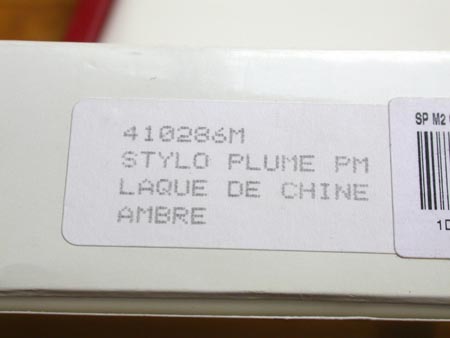 410286M
STYLO PLUME PM
LAQUE DE CHINE
AMBRE
SP M2
1D